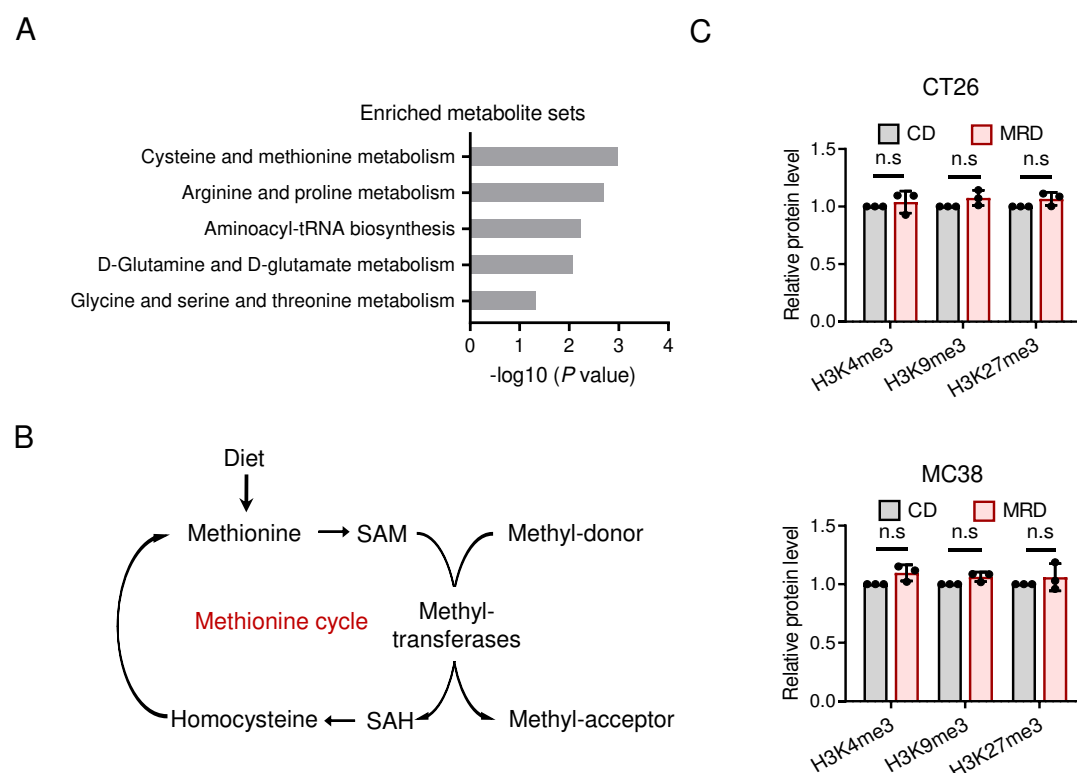 A
Enriched metabolite sets
Cysteine and methionine metabolism
Arginine and proline metabolism
Aminoacyl-tRNA biosynthesis
D-Glutamine and D-glutamate metabolism
Glycine and serine and threonine metabolism
0 1 2 3 4
-log10 (P value)
B
Diet
Methionine SAM Methyl-donor
Methionine cycle
Methyl-
transferases
Homocysteine SAH Methyl-acceptor
C
CT26
CD MRD
n.s n.s n.s
Relative protein level
1.5
1.0
0.5
0.0
H3K4me3 H3K9me3 H3K27me3
MC38
CD MRD
n.s n.s n.s
Relative protein level
1.5
1.0
0.5
0.0
H3K4me3 H3K9me3 H3K27me3